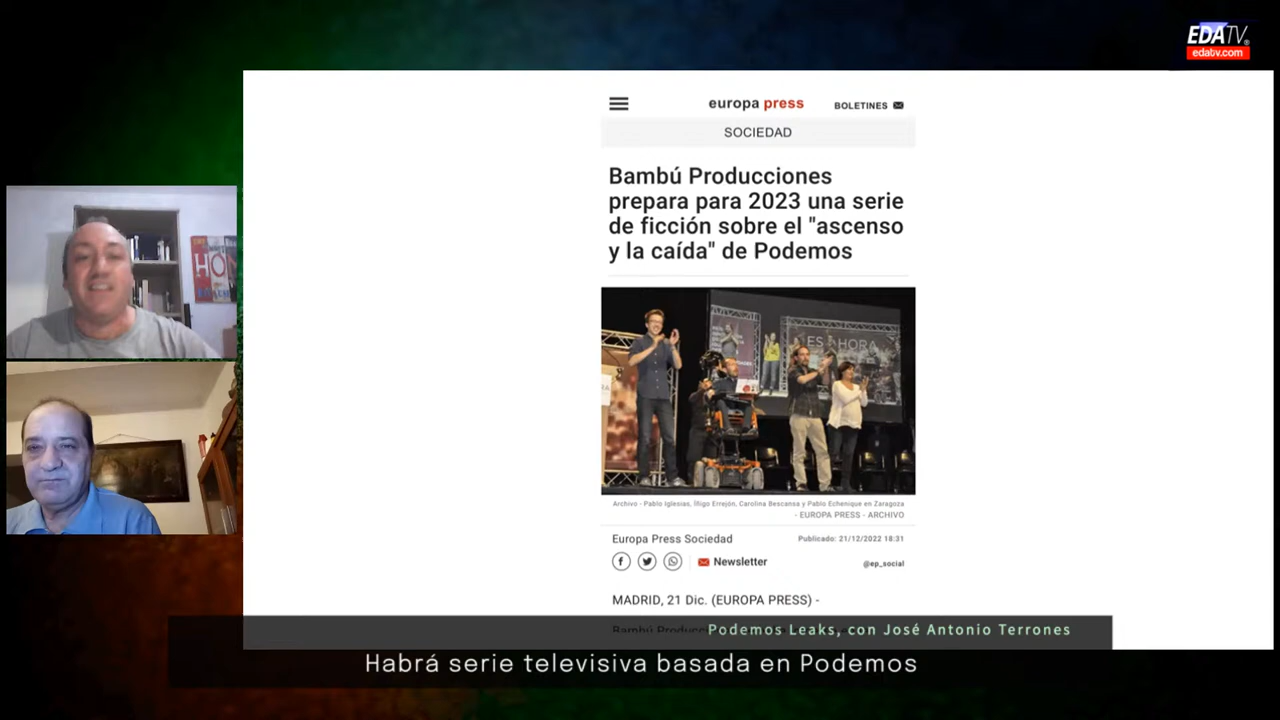 EDATV
edatv.com
europa press
BOLETINES
SOCIEDAD
Bambú Producciones
prepara para 2023 una serie
de ficción sobre el "ascenso
y la caída" de Podemos
Archivo - Pablo Iglesias, Íñigo Errejón, Carolina Bescansa y Pablo Echenique en Zaragoza
- EUROPA PRESS - ARCHIVO
Europa Press Sociedad
Publicado: 21/12/2022 18:31
Newsletter
@ep_social
MADRID, 21 Dic. (EUROPA PRESS) -
Podemos Leaks, con José Antonio Terrones
Habrá serie televisiva basada en Podemos